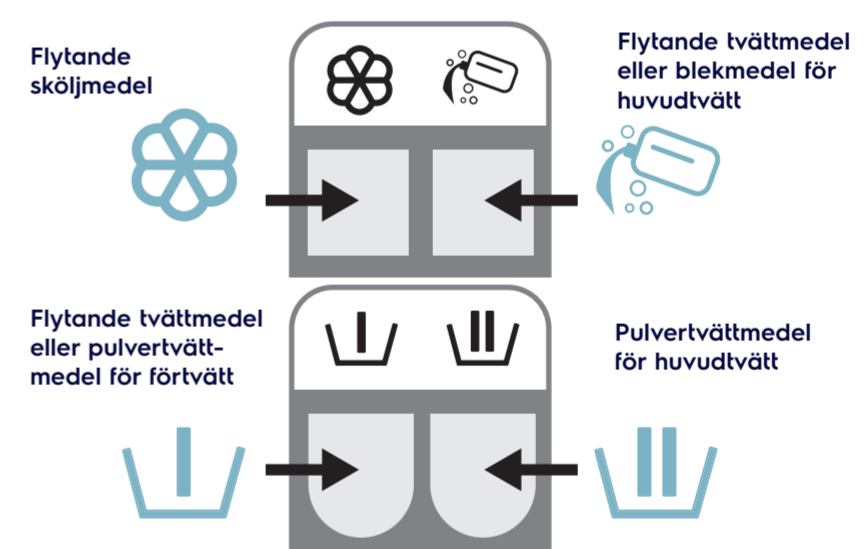 Flytande
sköljmedel
Flytande tvättmedel
eller blekmedel för
huvudtvätt
Flytande tvättmedel
eller pulvertvätt-
medel för förtvätt
Pulvertvättmedel
för huvudtvätt